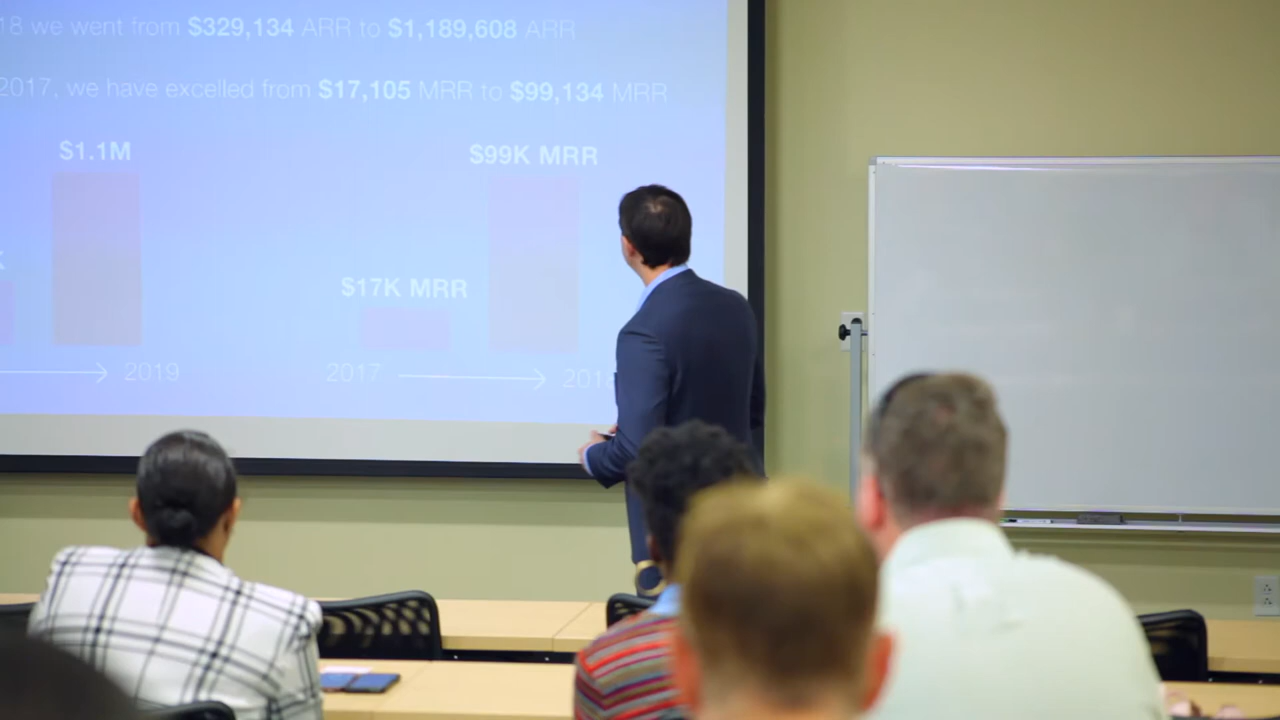 18 we went from $329,134 ARR to $1,189,608 ARR
2017, we have excelled from $17,105 MRR to $99,134 MRR
$1.1M
$99K MRR
$17K MRR
2019
2017